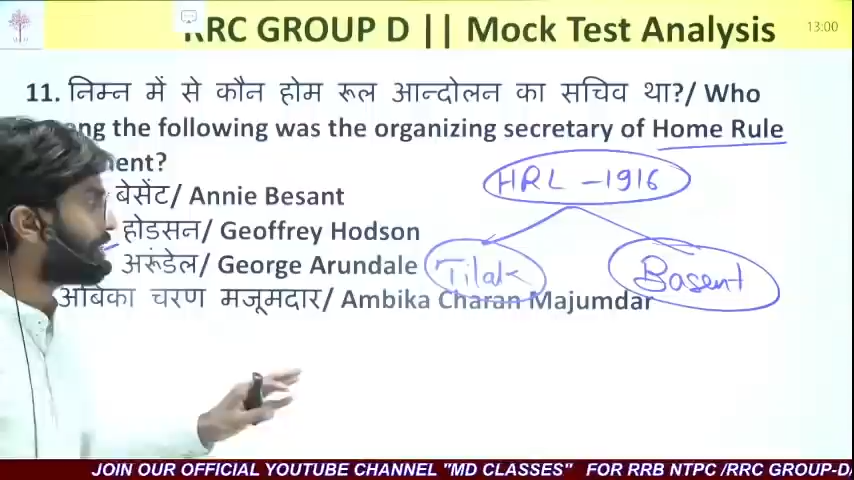 RRC GROUP D || Mock Test Analysis
13:00
11. निम्न में से कौन होम रूल आन्दोलन का सचिव था?/ Who
the following was the organizing secretary of Home Rule
HRL - 1916
बेसेंट/ Annie Besant
होडसन/ Geoffrey Hodson
अरूंडेल/ George Arundale
Tilak
Basent
अंबिका चरण मजूमदार/ Ambika Charan Majumdar
JOIN OUR OFFICIAL YOUTUBE CHANNEL "MD CLASSES" FOR RRB NTPC /RRC GROUP-D/